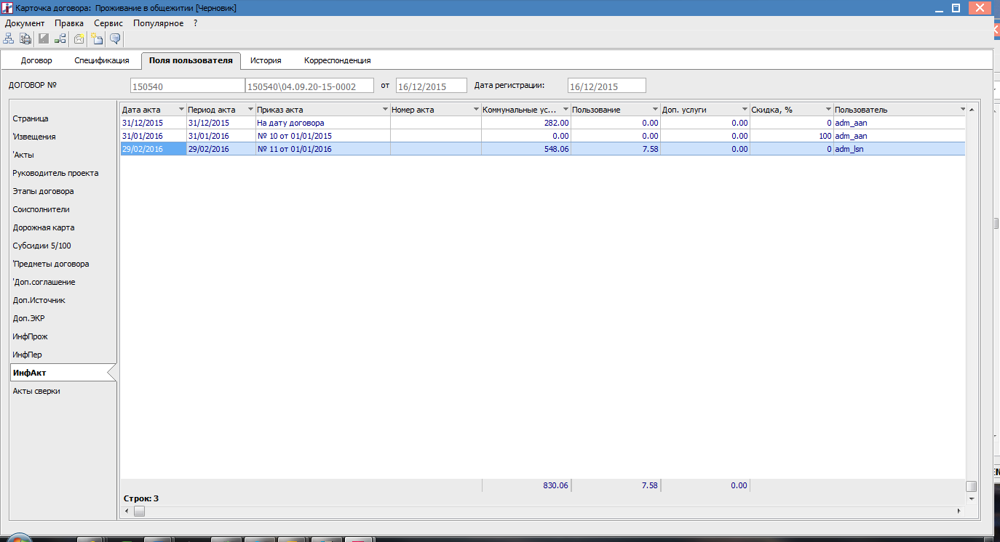 Карточка договора: Проживание в общежитии [Черновик]
Документ Правка Сервис Популярное ?
Договор Спецификация Поля пользователя История Корреспонденция
ДОГОВОР № 150540 150540\04.09.20-15-0002 от 16/12/2015 Дата регистрации: 16/12/2015
Страница
'Извещения
'Акты
Руководитель проекта
Этапы договора
Соисполнители
Дорожная карта
Субсидии 5/100
'Предметы договора
'Доп.соглашение
Доп.Источник
Доп.ЭКР
ИнфПрож
ИнфПер
ИнфАкт
Акты сверки
Дата акта Период акта Приказ акта Номер акта Коммунальные ус... Пользование Доп. услуги Скидка, % Пользователь
31/12/2015 31/12/2015 На дату договора 282.00 0.00 0.00 0 adm_aan
31/01/2016 31/01/2016 № 10 от 01/01/2015 0.00 0.00 0.00 100 adm_aan
29/02/2016 29/02/2016 № 11 от 01/01/2016 548.06 7.58 0.00 0 adm_lsn
830.06 7.58 0.00
Строк: 3